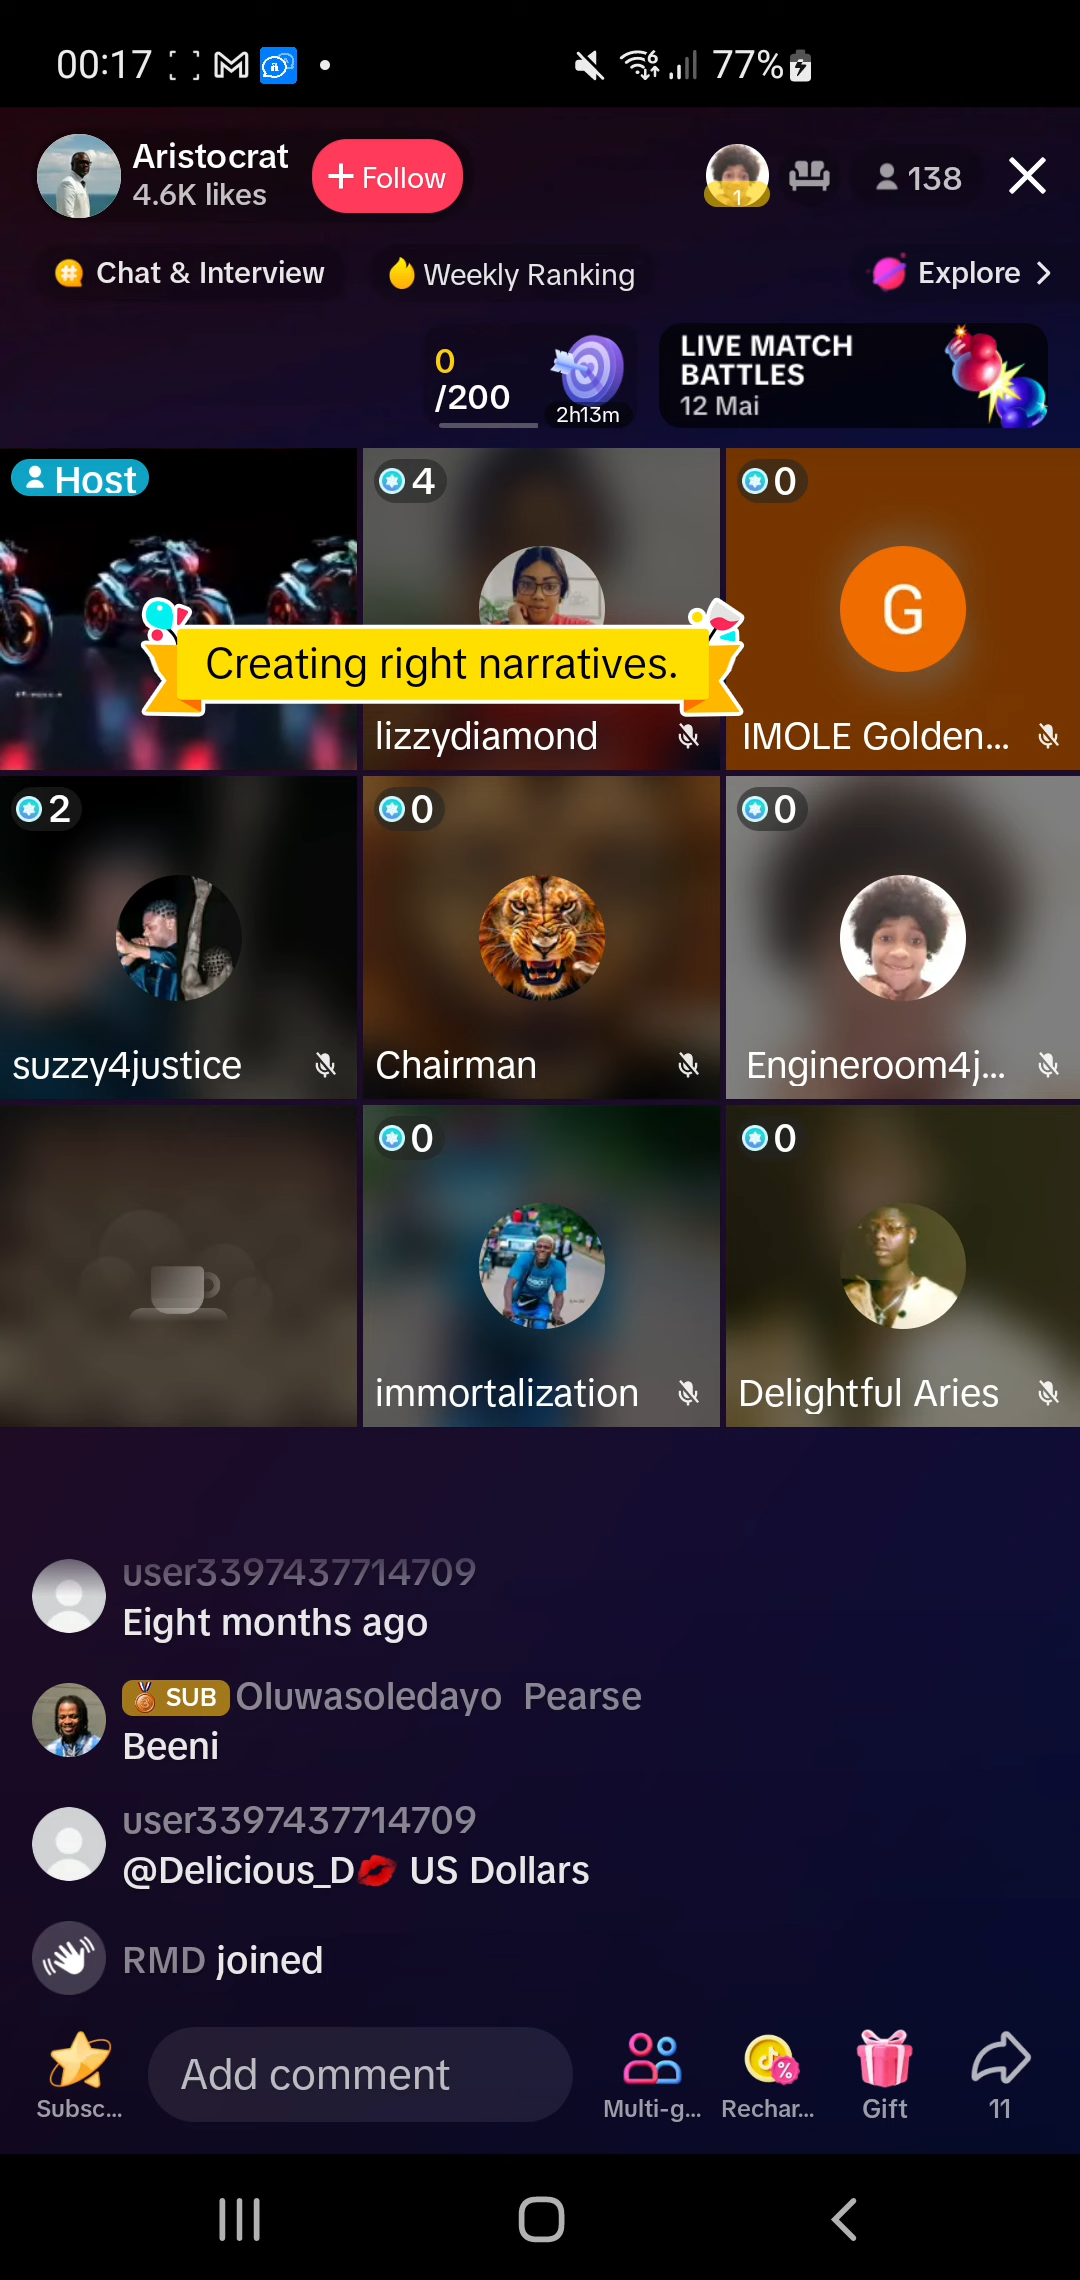 00:17
77%
Aristocrat
4.6K likes
+ Follow
1
138
Chat & Interview
Weekly Ranking
Explore >
0
/200
2h13m
LIVE MATCH
BATTLES
12 Mai
Host
4
0
Creating right narratives.
lizzydiamond
G
IMOLE Golden...
2
0
0
suzzy4justice
Chairman
Engineroom4j...
0
0
immortalization
Delightful Aries
user3397437714709
Eight months ago
SUB Oluwasoledayo Pearse
Beeni
user3397437714709
@Delicious_D💋 US Dollars
RMD joined
Add comment
Subsc...
Multi-g...
Rechar...
Gift
11